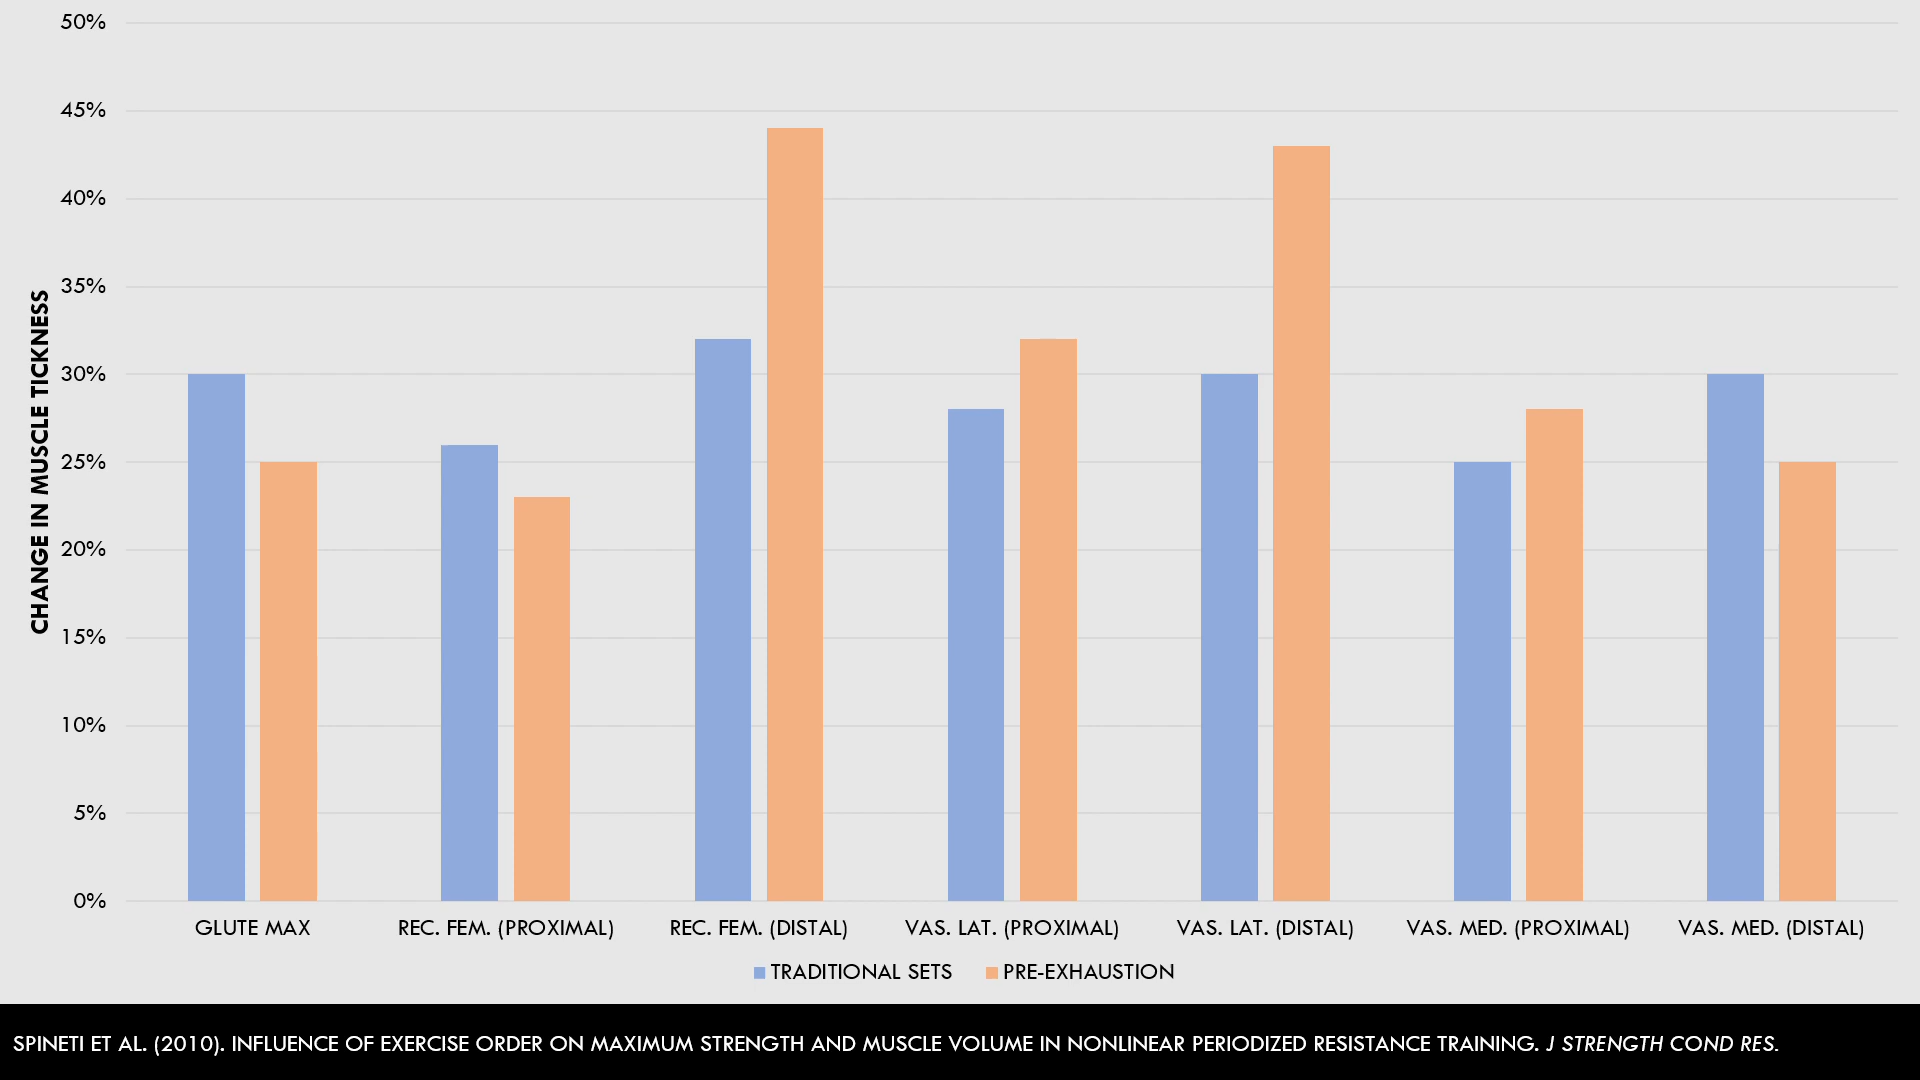 50%
45%
40%
35%
30%
25%
20%
15%
10%
5%
0%
CHANGE IN MUSCLE TICKNESS
GLUTE MAX
REC. FEM. (PROXIMAL)
REC. FEM. (DISTAL)
VAS. LAT. (PROXIMAL)
VAS. LAT. (DISTAL)
VAS. MED. (PROXIMAL)
VAS. MED. (DISTAL)
TRADITIONAL SETS
PRE-EXHAUSTION
SPINETI ET AL. (2010). INFLUENCE OF EXERCISE ORDER ON MAXIMUM STRENGTH AND MUSCLE VOLUME IN NONLINEAR PERIODIZED RESISTANCE TRAINING. J STRENGTH COND RES.